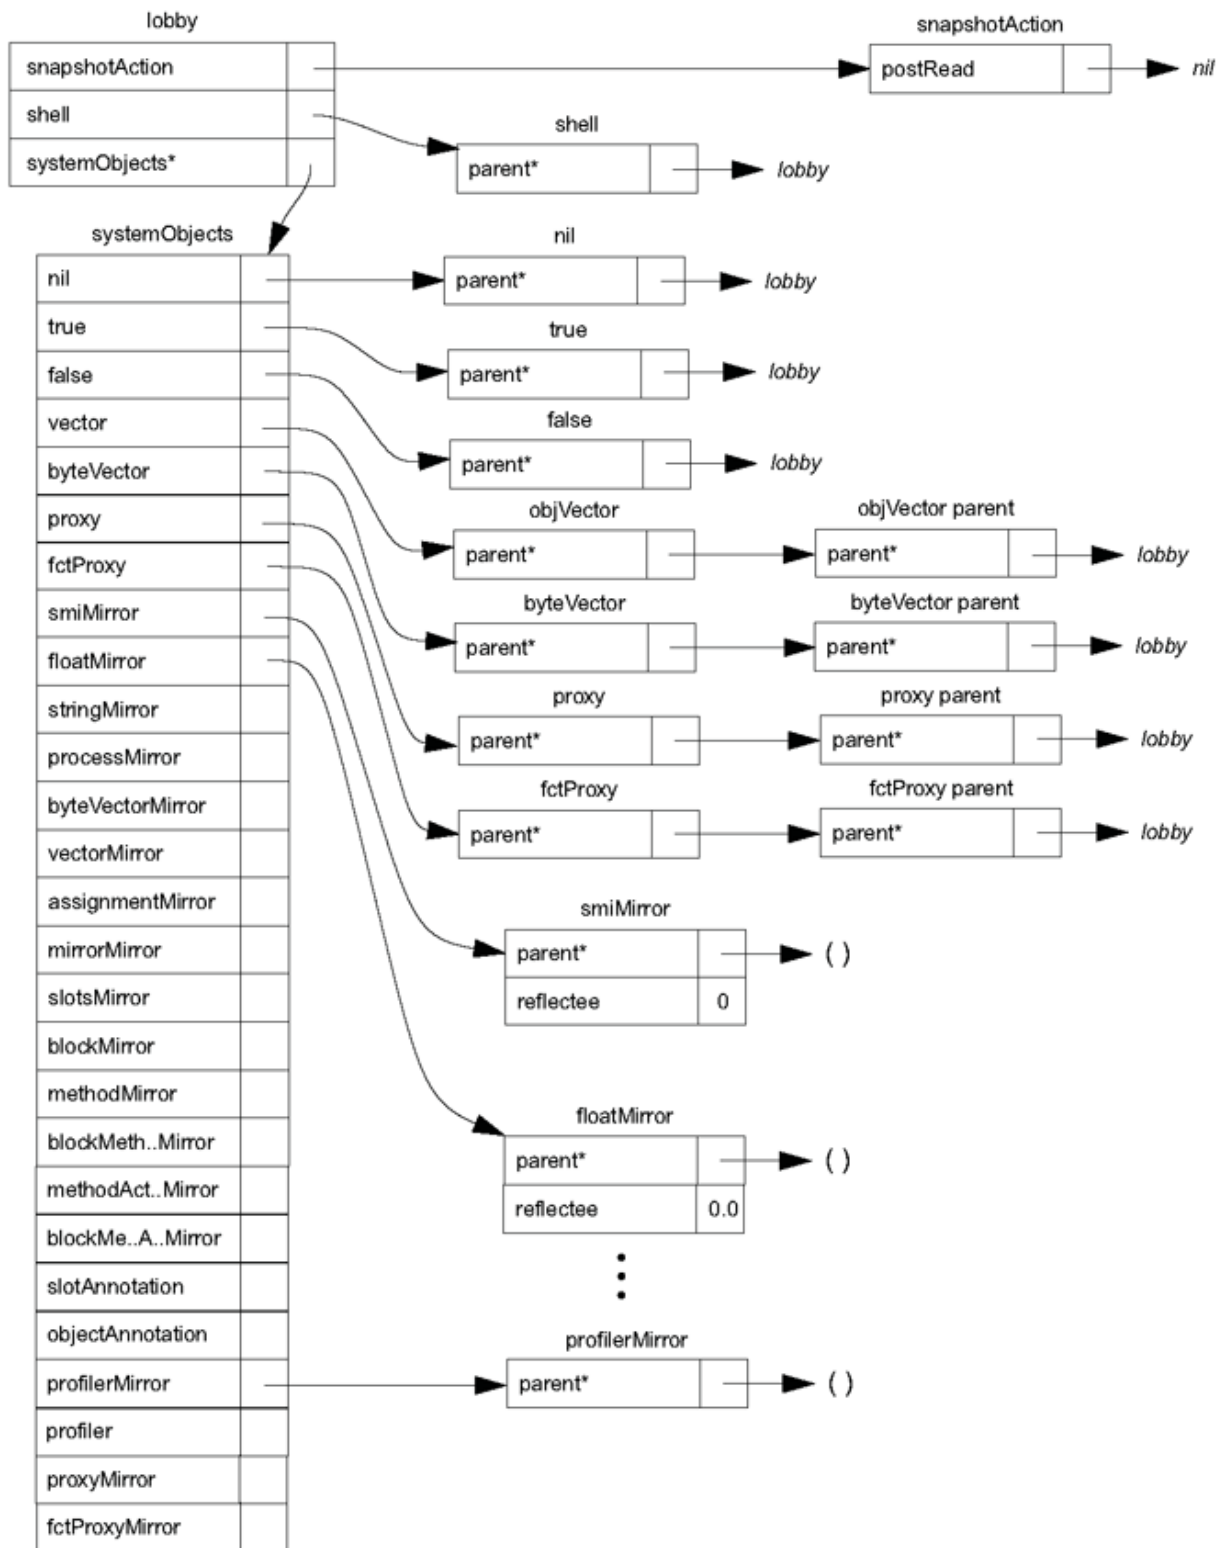 lobby
snapshotAction
shell
systemObjects*
snapshotAction
postRead
nil
shell
parent*
lobby
systemObjects
nil
true
false
vector
byteVector
proxy
fctProxy
smiMirror
floatMirror
stringMirror
processMirror
byteVectorMirror
vectorMirror
assignmentMirror
mirrorMirror
slotsMirror
blockMirror
methodMirror
blockMeth..Mirror
methodAct..Mirror
blockMe..A..Mirror
slotAnnotation
objectAnnotation
profilerMirror
profiler
proxyMirror
fctProxyMirror
nil
parent*
lobby
true
parent*
lobby
false
parent*
lobby
objVector
parent*
objVector parent
parent*
lobby
byteVector
parent*
byteVector parent
parent*
lobby
proxy
parent*
proxy parent
parent*
lobby
fctProxy
parent*
fctProxy parent
parent*
lobby
smiMirror
parent*
( )
reflectee 0
floatMirror
parent*
( )
reflectee 0.0
profilerMirror
parent*
( )